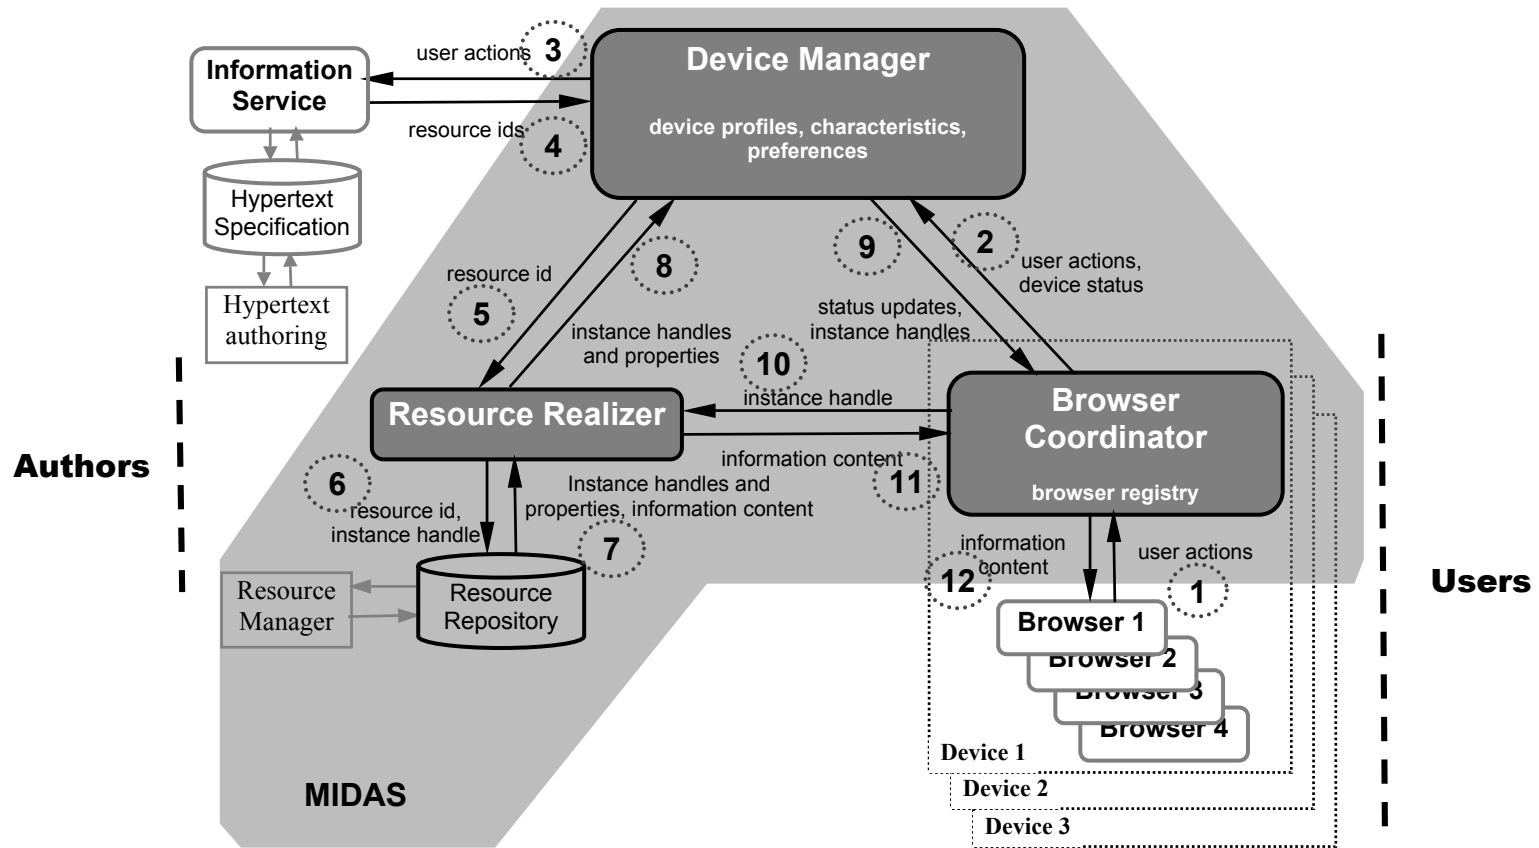 user actions
3
Information
Service
resource ids
4
Device Manager
device profiles, characteristics,
preferences
Hypertext
Specification
Hypertext
authoring
resource id
5
8
instance handles
and properties
9
2
user actions,
device status
status updates,
instance handles
10
instance handle
Resource Realizer
Browser
Coordinator
browser registry
information content
11
Authors
6
resource id,
instance handle
Instance handles and
properties, information content
7
Resource
Manager
Resource
Repository
information
content
12
user actions
1
Users
Browser 1
Browser 2
Browser 3
Browser 4
Device 1
Device 2
Device 3
MIDAS